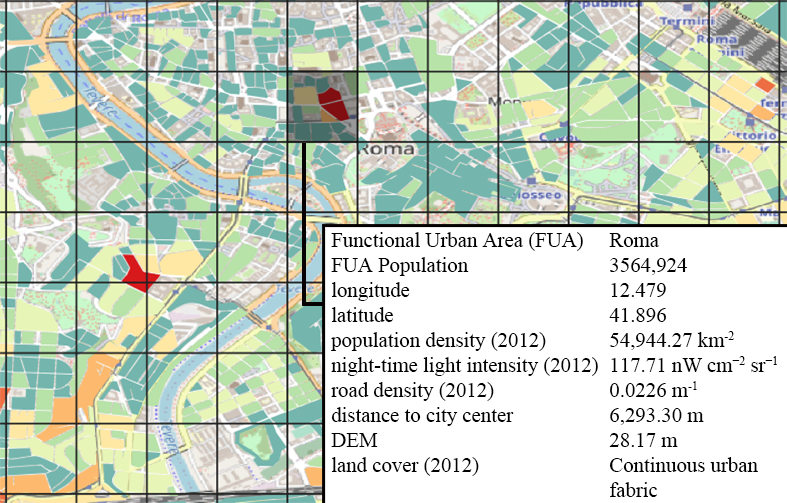 Repubblica
Termini
Roma
Tevere
Roma
Tevere
Functional Urban Area (FUA) Roma
FUA Population 3564,924
longitude 12.479
latitude 41.896
population density (2012) 54,944.27 km-2
night-time light intensity (2012) 117.71 nW cm−2 sr−1
road density (2012) 0.0226 m-1
distance to city center 6,293.30 m
DEM 28.17 m
land cover (2012) Continuous urban
fabric